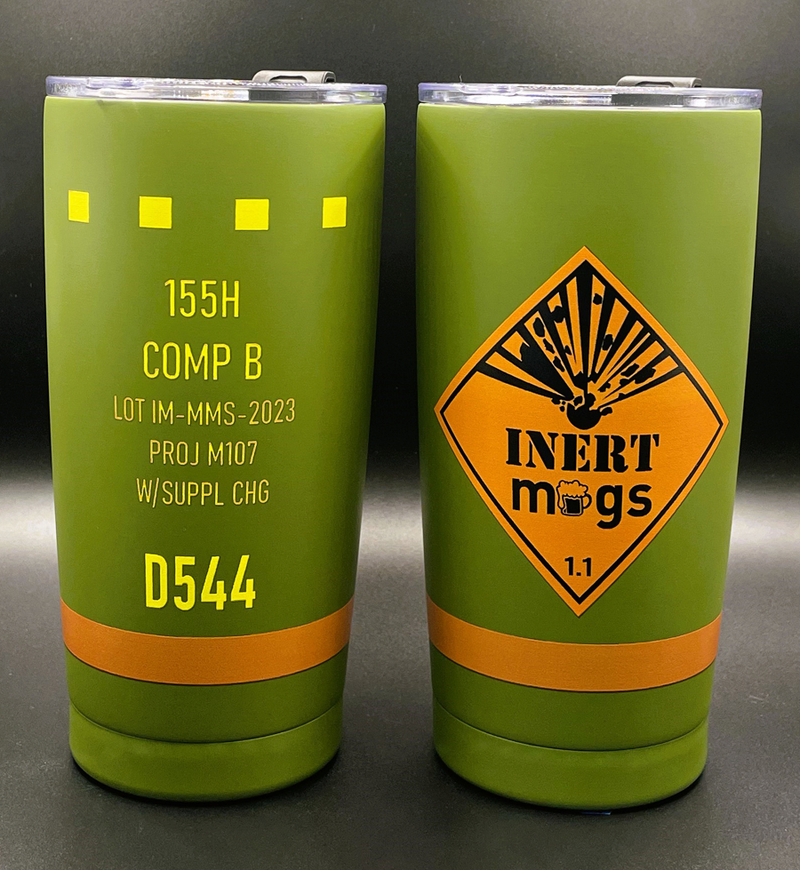 155H
COMP B
LOT IM-MMS-2023
PROJ M107
W/SUPPL CHG
D544
INERT
mugs
1.1